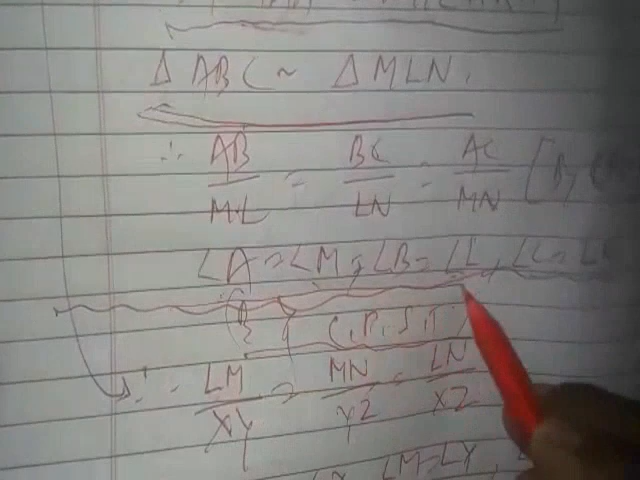 Δ ABC ~ Δ MLN.
∴ AB/ML = BC/LN = AC/MN [B
∠A = ∠M, ∠B = ∠L, ∠C = ∠
(C.P.S.T)
∴ LM/XY = MN/YZ = LN/XZ
∠M = ∠Y,